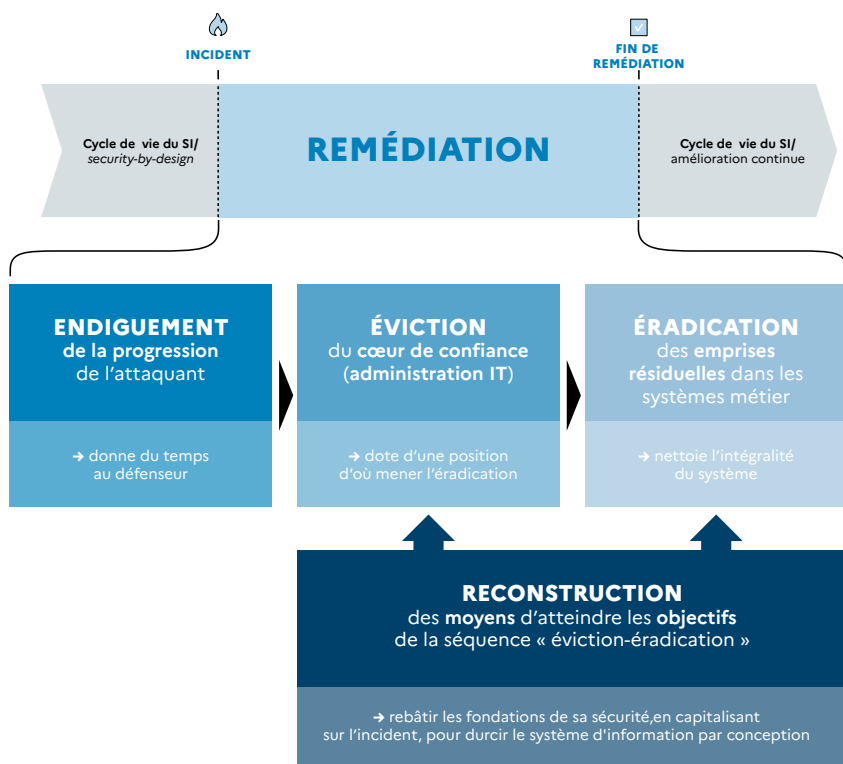 INCIDENT
FIN DE
REMÉDIATION
Cycle de vie du SI/
security-by-design
REMÉDIATION
Cycle de vie du SI/
amélioration continue
ENDIGUEMENT
de la progression
de l'attaquant
→ donne du temps
au défenseur
ÉVICTION
du cœur de confiance
(administration IT)
→ dote d'une position
d'où mener l'éradication
ÉRADICATION
des emprises
résiduelles dans les
systèmes métier
→ nettoie l'intégralité
du système
RECONSTRUCTION
des moyens d'atteindre les objectifs
de la séquence « éviction-éradication »
→ rebâtir les fondations de sa sécurité,en capitalisant
sur l'incident, pour durcir le système d'information par conception